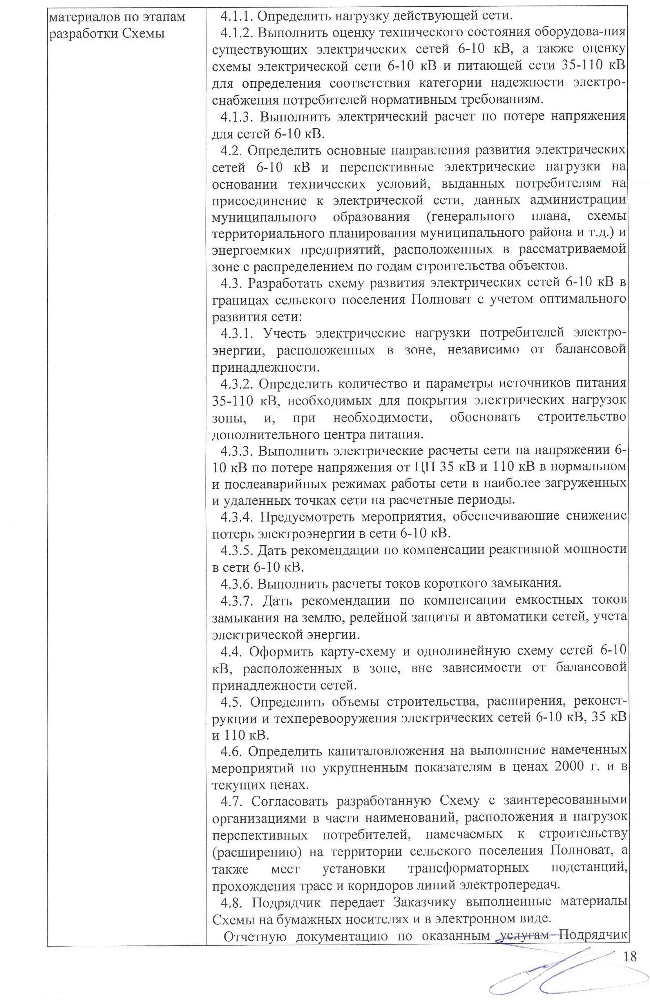 материалов по этапам
разработки Схемы
4.1.1. Определить нагрузку действующей сети.
4.1.2. Выполнить оценку технического состояния оборудова-ния
существующих электрических сетей 6-10 кВ, а также оценку
схемы электрической сети 6-10 кВ и питающей сети 35-110 кВ
для определения соответствия категории надежности электро-
снабжения потребителей нормативным требованиям.
4.1.3. Выполнить электрический расчет по потере напряжения
для сетей 6-10 кВ.
4.2. Определить основные направления развития электрических
сетей 6-10 кВ и перспективные электрические нагрузки на
основании технических условий, выданных потребителям на
присоединение к электрической сети, данных администрации
муниципального образования (генерального плана, схемы
территориального планирования муниципального района и т.д.) и
энергоемких предприятий, расположенных в рассматриваемой
зоне с распределением по годам строительства объектов.
4.3. Разработать схему развития электрических сетей 6-10 кВ в
границах сельского поселения Полноват с учетом оптимального
развития сети:
4.3.1. Учесть электрические нагрузки потребителей электро-
энергии, расположенных в зоне, независимо от балансовой
принадлежности.
4.3.2. Определить количество и параметры источников питания
35-110 кВ, необходимых для покрытия электрических нагрузок
зоны, и, при необходимости, обосновать строительство
дополнительного центра питания.
4.3.3. Выполнить электрические расчеты сети на напряжении 6-
10 кВ по потере напряжения от ЦП 35 кВ и 110 кВ в нормальном
и послеаварийных режимах работы сети в наиболее загруженных
и удаленных точках сети на расчетные периоды.
4.3.4. Предусмотреть мероприятия, обеспечивающие снижение
потерь электроэнергии в сети 6-10 кВ.
4.3.5. Дать рекомендации по компенсации реактивной мощности
в сети 6-10 кВ.
4.3.6. Выполнить расчеты токов короткого замыкания.
4.3.7. Дать рекомендации по компенсации емкостных токов
замыкания на землю, релейной защиты и автоматики сетей, учета
электрической энергии.
4.4. Оформить карту-схему и однолинейную схему сетей 6-10
кВ, расположенных в зоне, вне зависимости от балансовой
принадлежности сетей.
4.5. Определить объемы строительства, расширения, реконст-
рукции и техперевооружения электрических сетей 6-10 кВ, 35 кВ
и 110 кВ.
4.6. Определить капиталовложения на выполнение намеченных
мероприятий по укрупненным показателям в ценах 2000 г. и в
текущих ценах.
4.7. Согласовать разработанную Схему с заинтересованными
организациями в части наименований, расположения и нагрузок
перспективных потребителей, намечаемых к строительству
(расширению) на территории сельского поселения Полноват, а
также мест установки трансформаторных подстанций,
прохождения трасс и коридоров линий электропередач.
4.8. Подрядчик передает Заказчику выполненные материалы
Схемы на бумажных носителях и в электронном виде.
Отчетную документацию по оказанным услугам Подрядчик
18